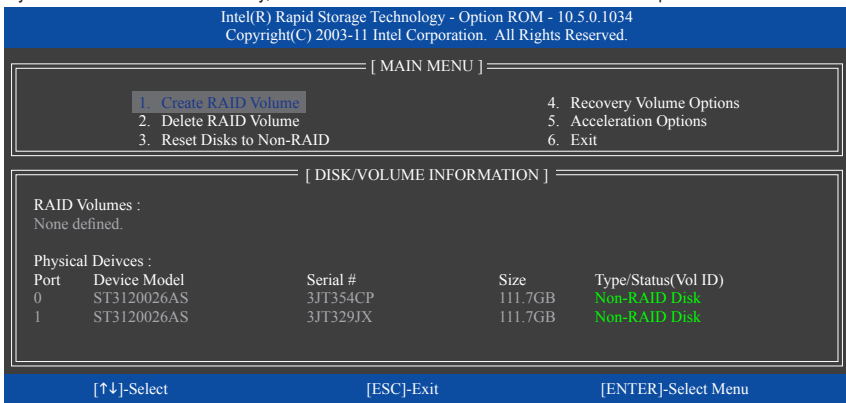 Intel(R) Rapid Storage Technology - Option ROM - 10.5.0.1034
Copyright(C) 2003-11 Intel Corporation. All Rights Reserved.
[ MAIN MENU ]
1. Create RAID Volume
2. Delete RAID Volume
3. Reset Disks to Non-RAID
4. Recovery Volume Options
5. Acceleration Options
6. Exit
[ DISK/VOLUME INFORMATION ]
RAID Volumes :
None defined.
Physical Deivces :
Port Device Model Serial # Size Type/Status(Vol ID)
0 ST3120026AS 3JT354CP 111.7GB Non-RAID Disk
1 ST3120026AS 3JT329JX 111.7GB Non-RAID Disk
[↑↓]-Select [ESC]-Exit [ENTER]-Select Menu